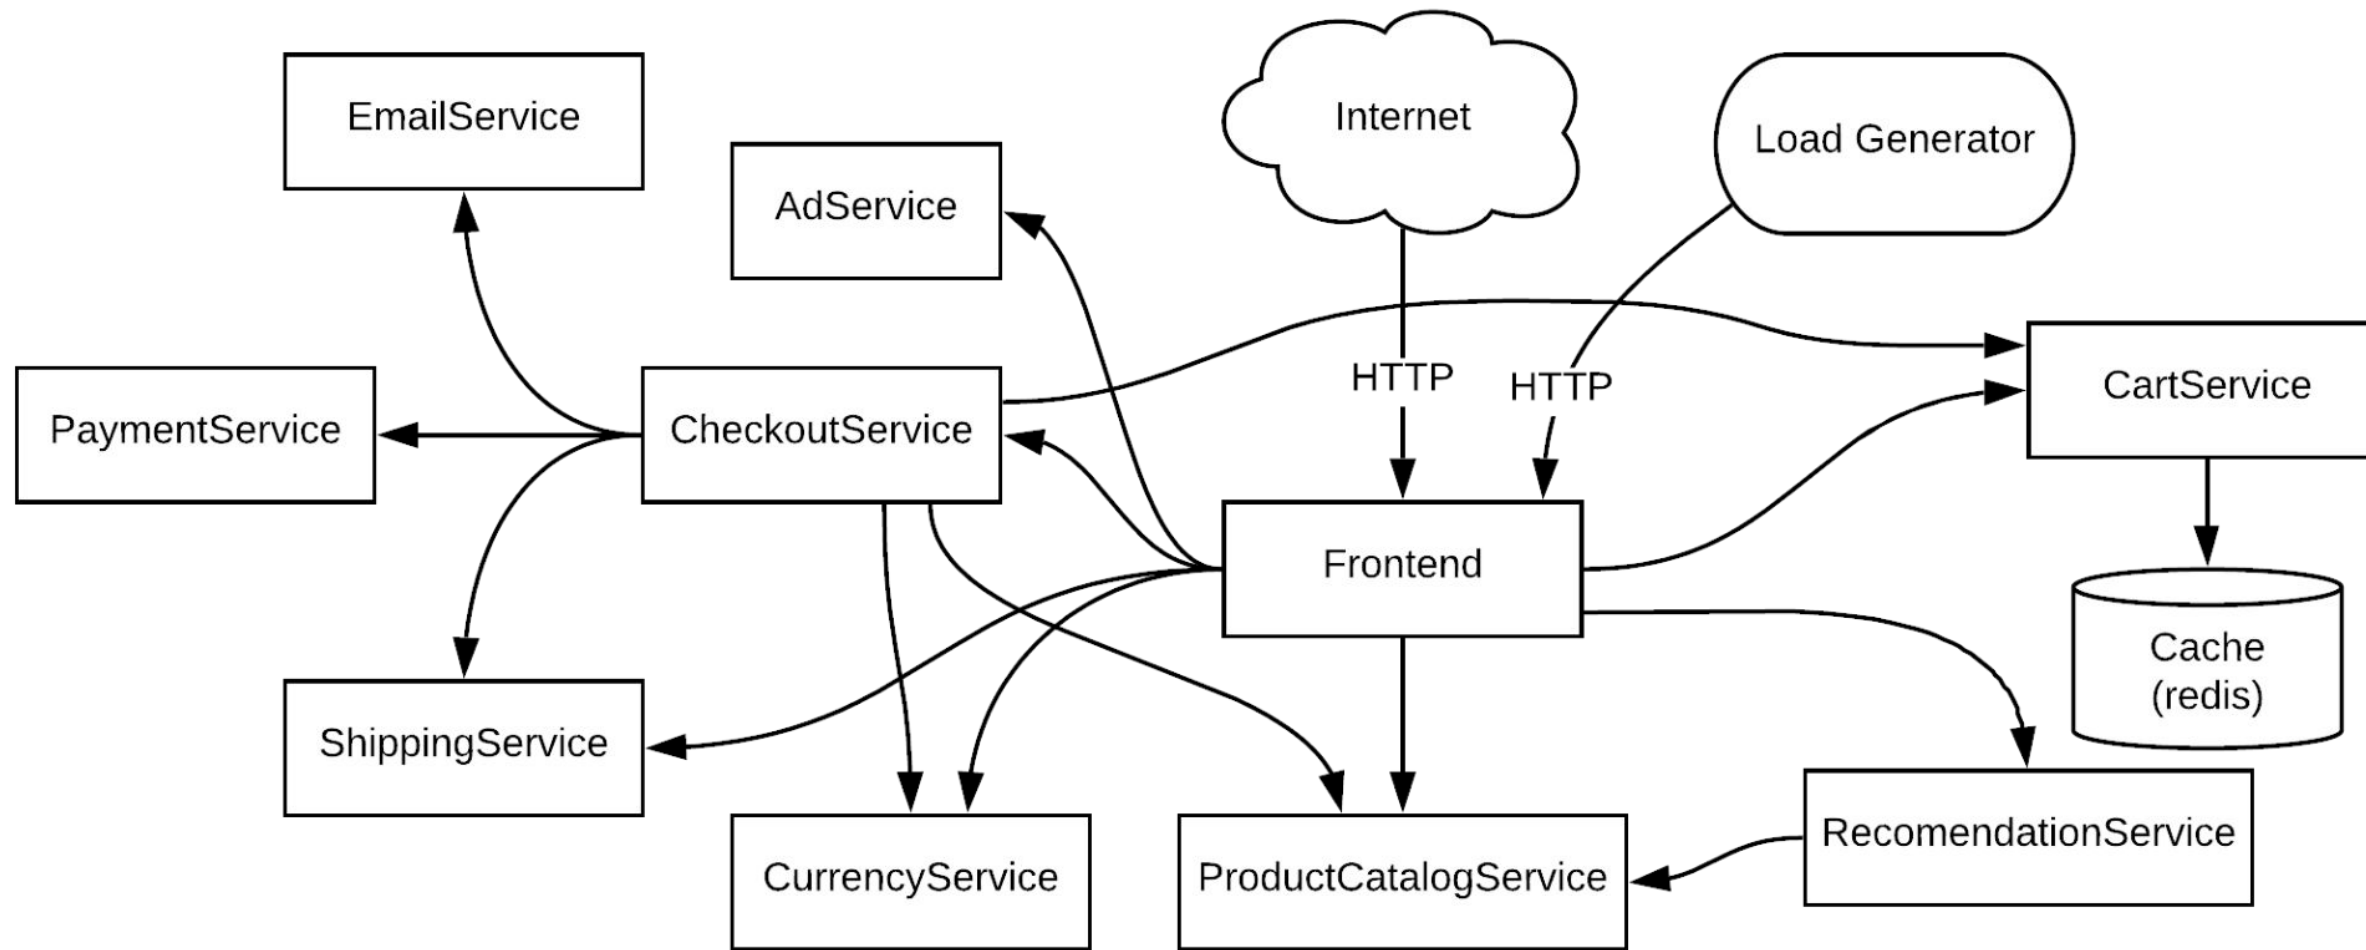 EmailService
Internet
Load Generator
AdService
HTTP
HTTP
CartService
PaymentService
CheckoutService
Frontend
Cache
(redis)
ShippingService
RecomendationService
CurrencyService
ProductCatalogService